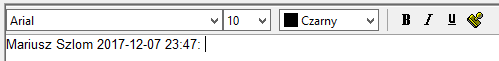 Arial 10 Czarny B I U
Mariusz Szlom 2017-12-07 23:47: